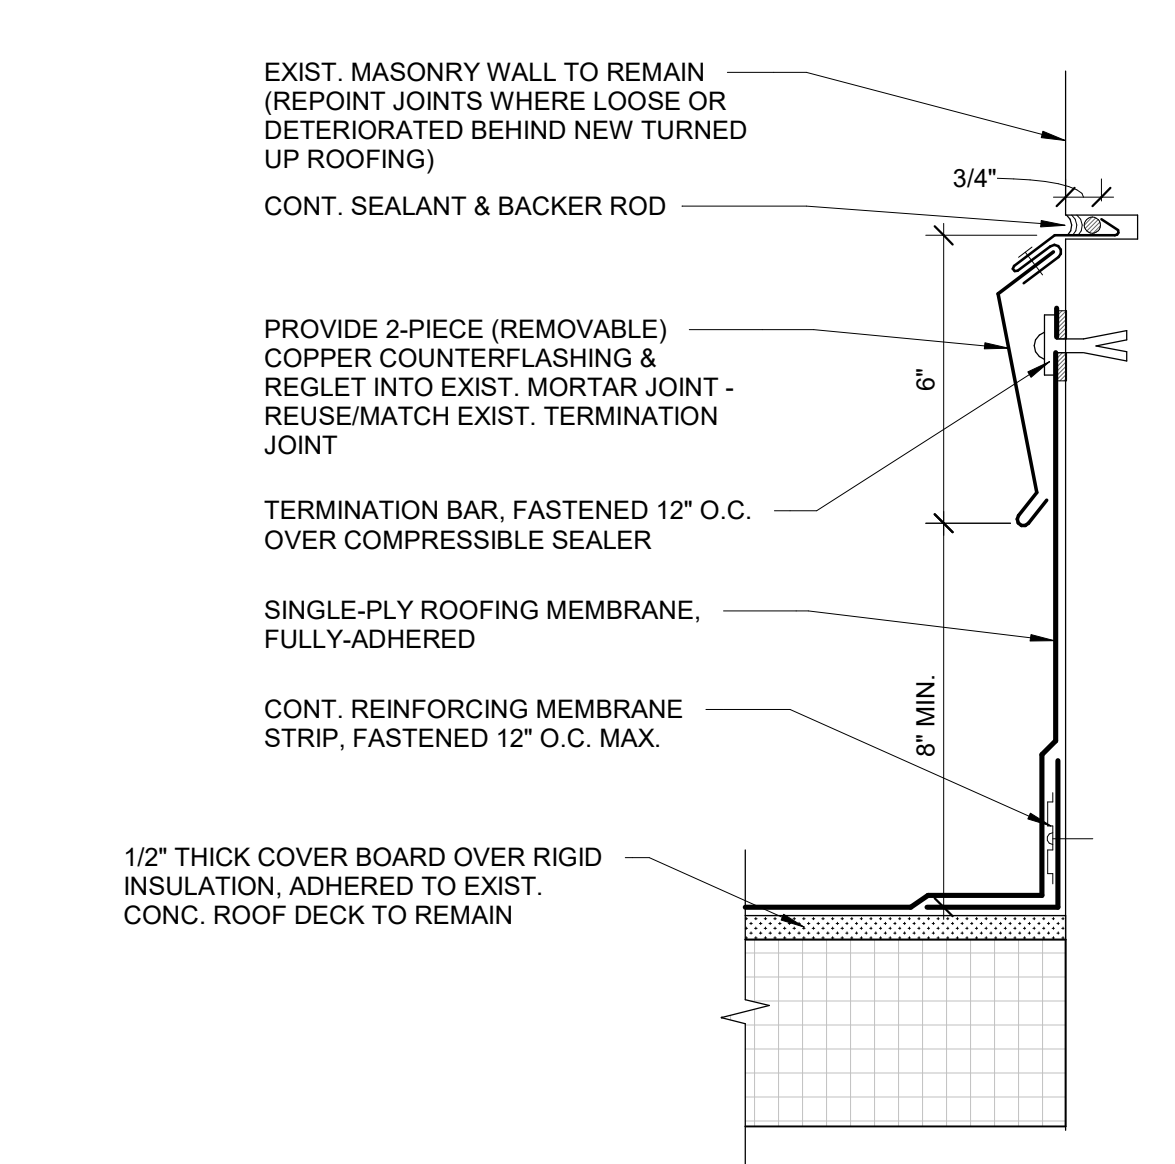 EXIST. MASONRY WALL TO REMAIN
(REPOINT JOINTS WHERE LOOSE OR
DETERIORATED BEHIND NEW TURNED
UP ROOFING)
3/4"
CONT. SEALANT & BACKER ROD
PROVIDE 2-PIECE (REMOVABLE)
COPPER COUNTERFLASHING &
REGLET INTO EXIST. MORTAR JOINT -
REUSE/MATCH EXIST. TERMINATION
JOINT
6"
TERMINATION BAR, FASTENED 12" O.C.
OVER COMPRESSIBLE SEALER
SINGLE-PLY ROOFING MEMBRANE,
FULLY-ADHERED
CONT. REINFORCING MEMBRANE
STRIP, FASTENED 12" O.C. MAX.
8" MIN.
1/2" THICK COVER BOARD OVER RIGID
INSULATION, ADHERED TO EXIST.
CONC. ROOF DECK TO REMAIN